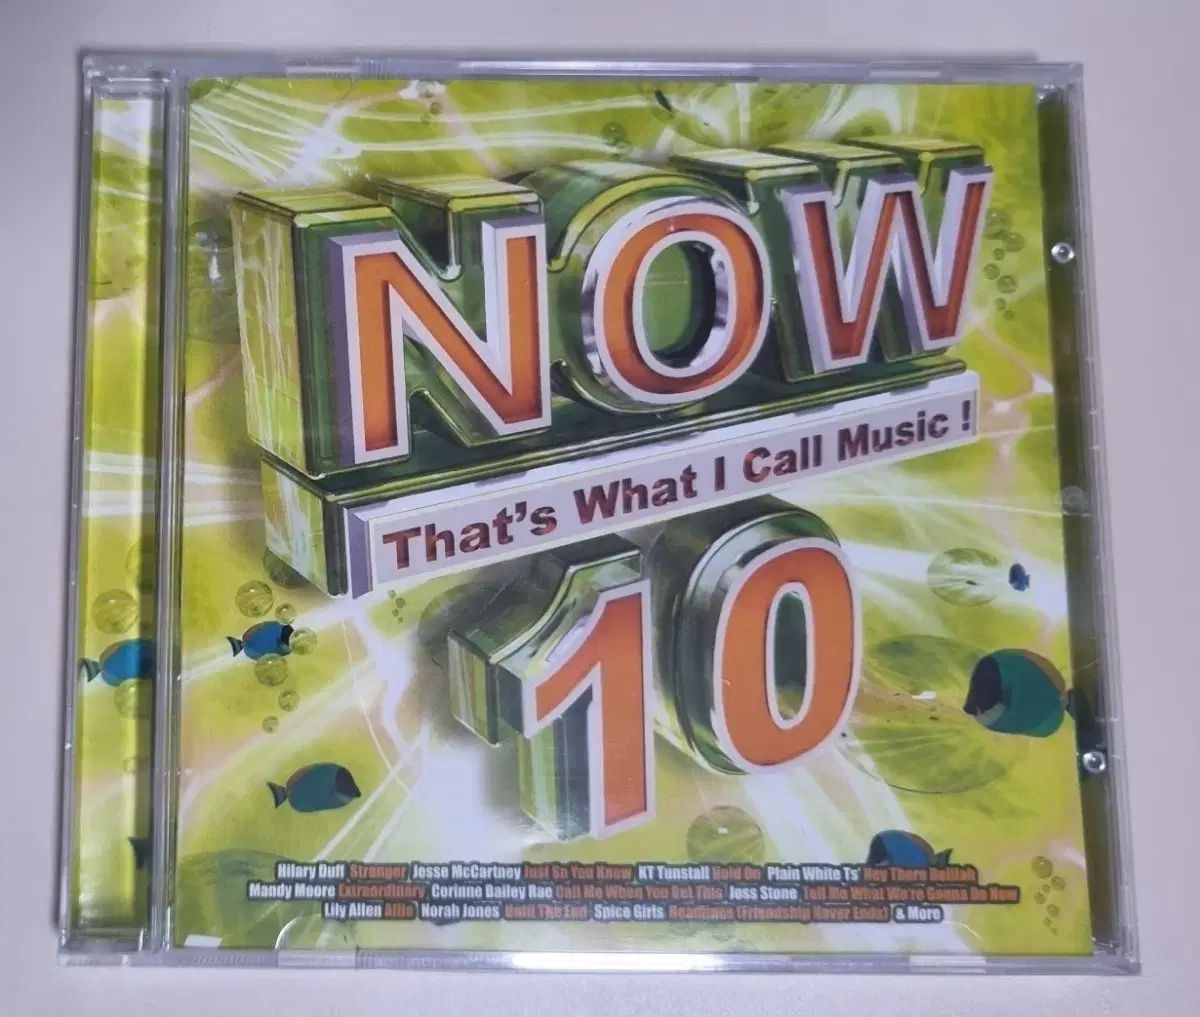 NOW
That's What I Call Music !
10
Hilary Duff Stranger Jesse McCartney Just So You Know KT Tunstall Hold On Plain White Ts' Hey There Delilah
Mandy Moore Extraordinary Corinne Bailey Rae Call Me When You Get This Joss Stone Tell Me What We're Gonna Do Now
Lily Allen Alfie Norah Jones Until The End Spice Girls Headlines (Friendship Never Ends) & More